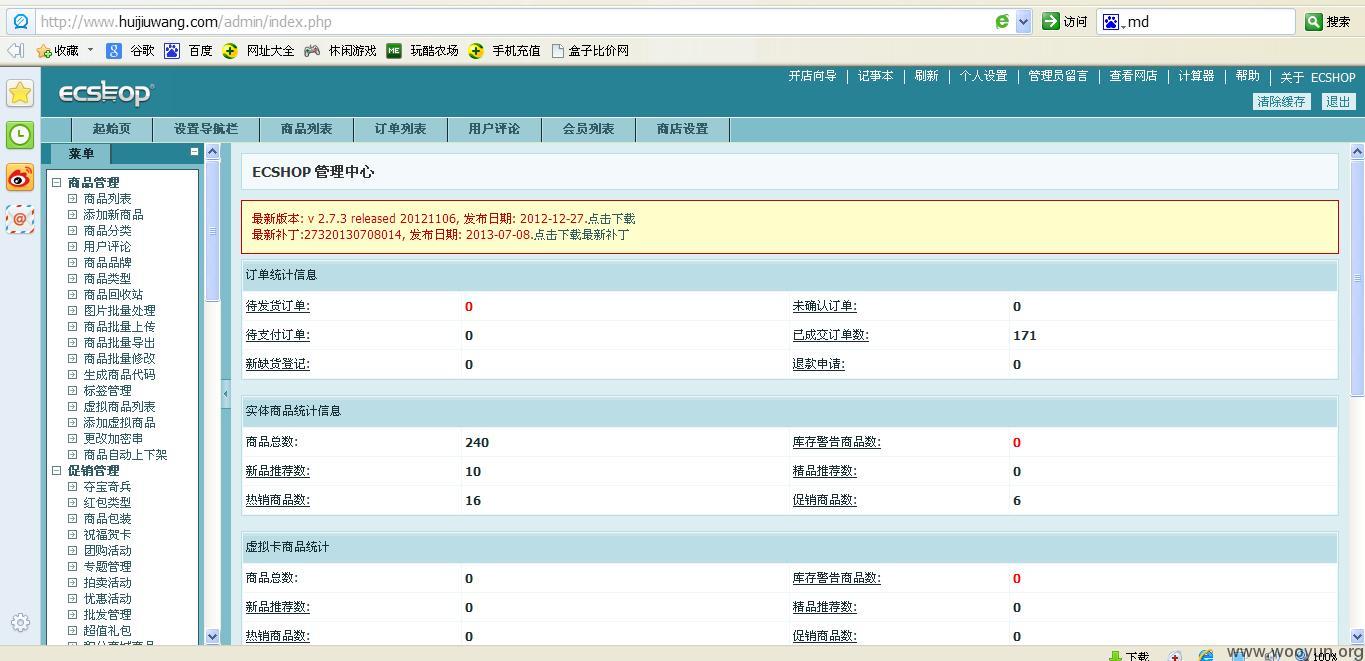 http://www.huijiuwang.com/admin/index.php 访问 md 搜索
收藏 谷歌 百度 网址大全 休闲游戏 玩酷农场 手机充值 盒子比价网
ECSHOP
开店向导 记事本 刷新 个人设置 管理员留言 查看网店 计算器 帮助 关于 ECSHOP
清除缓存 退出
起始页 设置导航栏 商品列表 订单列表 用户评论 会员列表 商店设置
菜单
商品管理
商品列表
添加新商品
商品分类
用户评论
商品品牌
商品类型
商品回收站
图片批量处理
商品批量上传
商品批量导出
商品批量修改
生成商品代码
标签管理
虚拟商品列表
添加虚拟商品
更改加密串
商品自动上下架
促销管理
夺宝奇兵
红包类型
商品包装
祝福贺卡
团购活动
专题管理
拍卖活动
优惠活动
批发管理
超值礼包
积分商城商品
ECSHOP 管理中心
最新版本: v 2.7.3 released 20121106, 发布日期: 2012-12-27.点击下载
最新补丁:27320130708014, 发布日期: 2013-07-08.点击下载最新补丁
订单统计信息
待发货订单: 0 未确认订单: 0
待支付订单: 0 已成交订单数: 171
新缺货登记: 0 退款申请: 0
实体商品统计信息
商品总数: 240 库存警告商品数: 0
新品推荐数: 10 精品推荐数: 0
热销商品数: 16 促销商品数: 6
虚拟卡商品统计
商品总数: 0 库存警告商品数: 0
新品推荐数: 0 精品推荐数: 0
热销商品数: 0 促销商品数: 0
下载 100%
www.wooyun.org